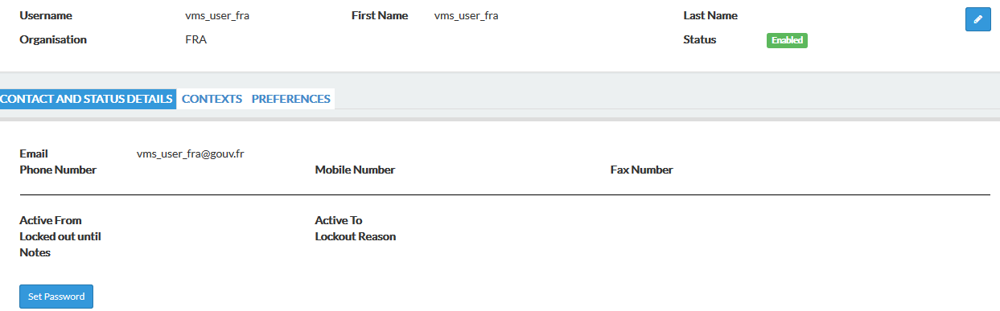 Username vms_user_fra First Name vms_user_fra Last Name
Organisation FRA Status Enabled
CONTACT AND STATUS DETAILS CONTEXTS PREFERENCES
Email vms_user_fra@gouv.fr
Phone Number Mobile Number Fax Number
Active From Active To
Locked out until Lockout Reason
Notes
Set Password